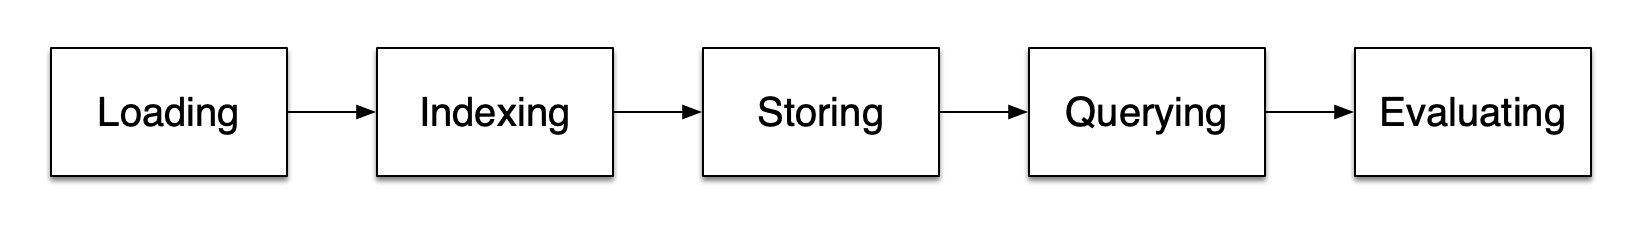 Loading
Indexing
Storing
Querying
Evaluating